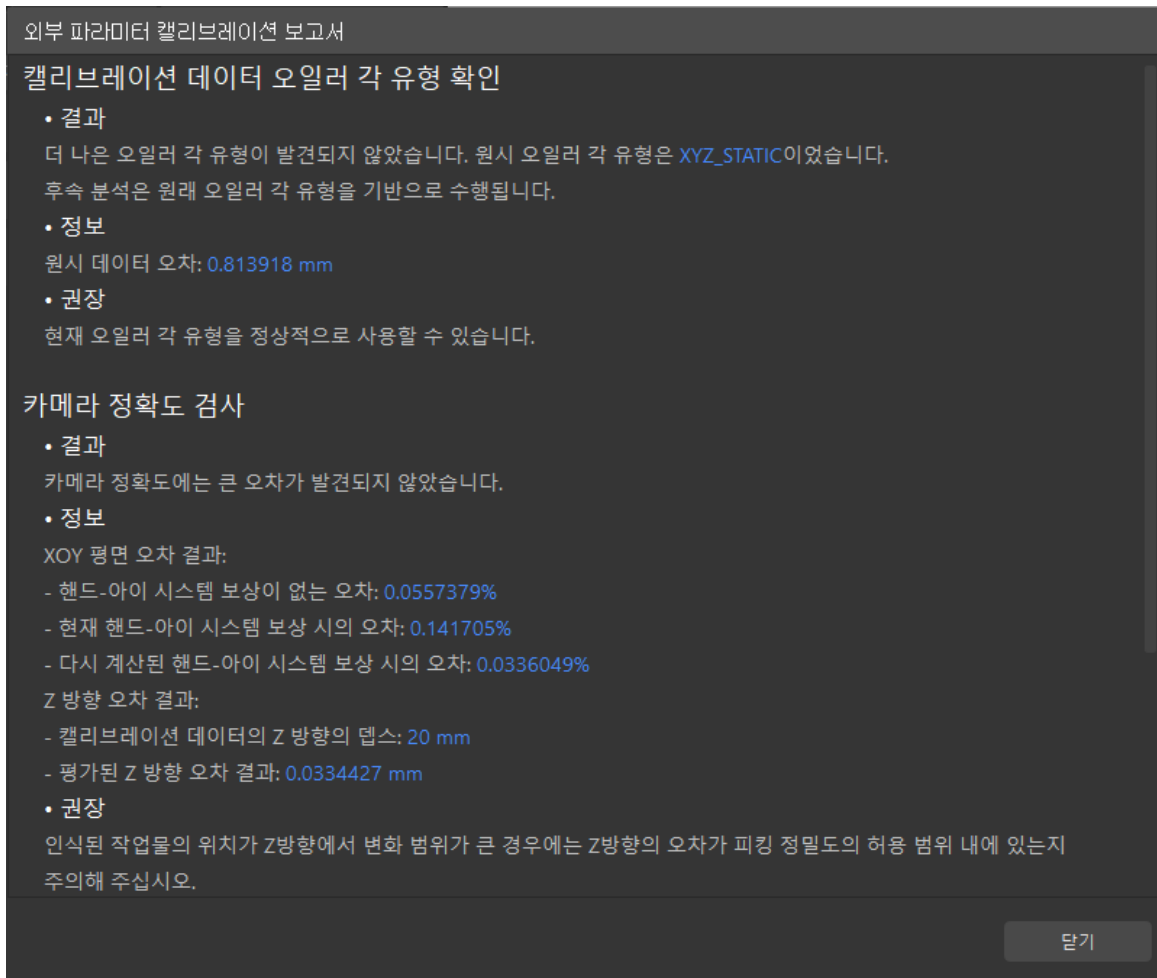 외부 파라미터 캘리브레이션 보고서
캘리브레이션 데이터 오일러 각 유형 확인
• 결과
더 나은 오일러 각 유형이 발견되지 않았습니다. 원시 오일러 각 유형은 XYZ_STATIC이었습니다.
후속 분석은 원래 오일러 각 유형을 기반으로 수행됩니다.
• 정보
원시 데이터 오차: 0.813918 mm
• 권장
현재 오일러 각 유형을 정상적으로 사용할 수 있습니다.
카메라 정확도 검사
• 결과
카메라 정확도에는 큰 오차가 발견되지 않았습니다.
• 정보
XOY 평면 오차 결과:
- 핸드-아이 시스템 보상이 없는 오차: 0.0557379%
- 현재 핸드-아이 시스템 보상 시의 오차: 0.141705%
- 다시 계산된 핸드-아이 시스템 보상 시의 오차: 0.0336049%
Z 방향 오차 결과:
- 캘리브레이션 데이터의 Z 방향의 뎁스: 20 mm
- 평가된 Z 방향 오차 결과: 0.0334427 mm
• 권장
인식된 작업물의 위치가 Z방향에서 변화 범위가 큰 경우에는 Z방향의 오차가 피킹 정밀도의 허용 범위 내에 있는지
주의해 주십시오.
닫기